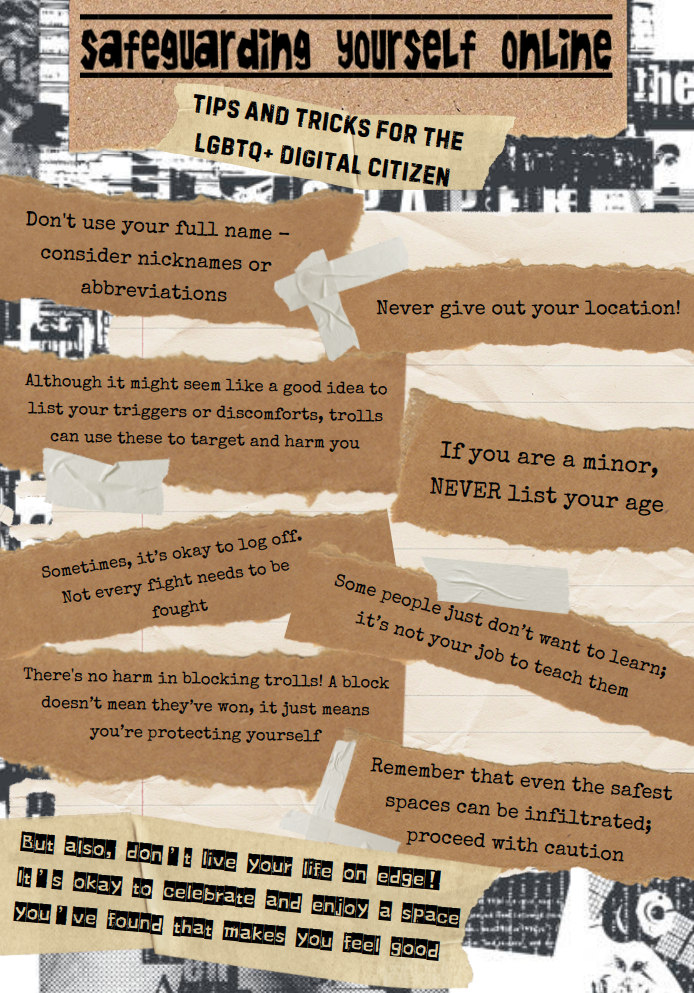 Safeguarding yourself online
TIPS AND TRICKS FOR THE
LGBTQ+ DIGITAL CITIZEN
Don't use your full name –
consider nicknames or
abbreviations
Never give out your location!
Although it might seem like a good idea to
list your triggers or discomforts, trolls
can use these to target and harm you
If you are a minor,
NEVER list your age
Sometimes, it's okay to log off.
Not every fight needs to be
fought
Some people just don't want to learn;
it's not your job to teach them
There's no harm in blocking trolls! A block
doesn't mean they've won, it just means
you're protecting yourself
Remember that even the safest
spaces can be infiltrated;
proceed with caution
But also, don't live your life on edge!
It's okay to celebrate and enjoy a space
you've found that makes you feel good